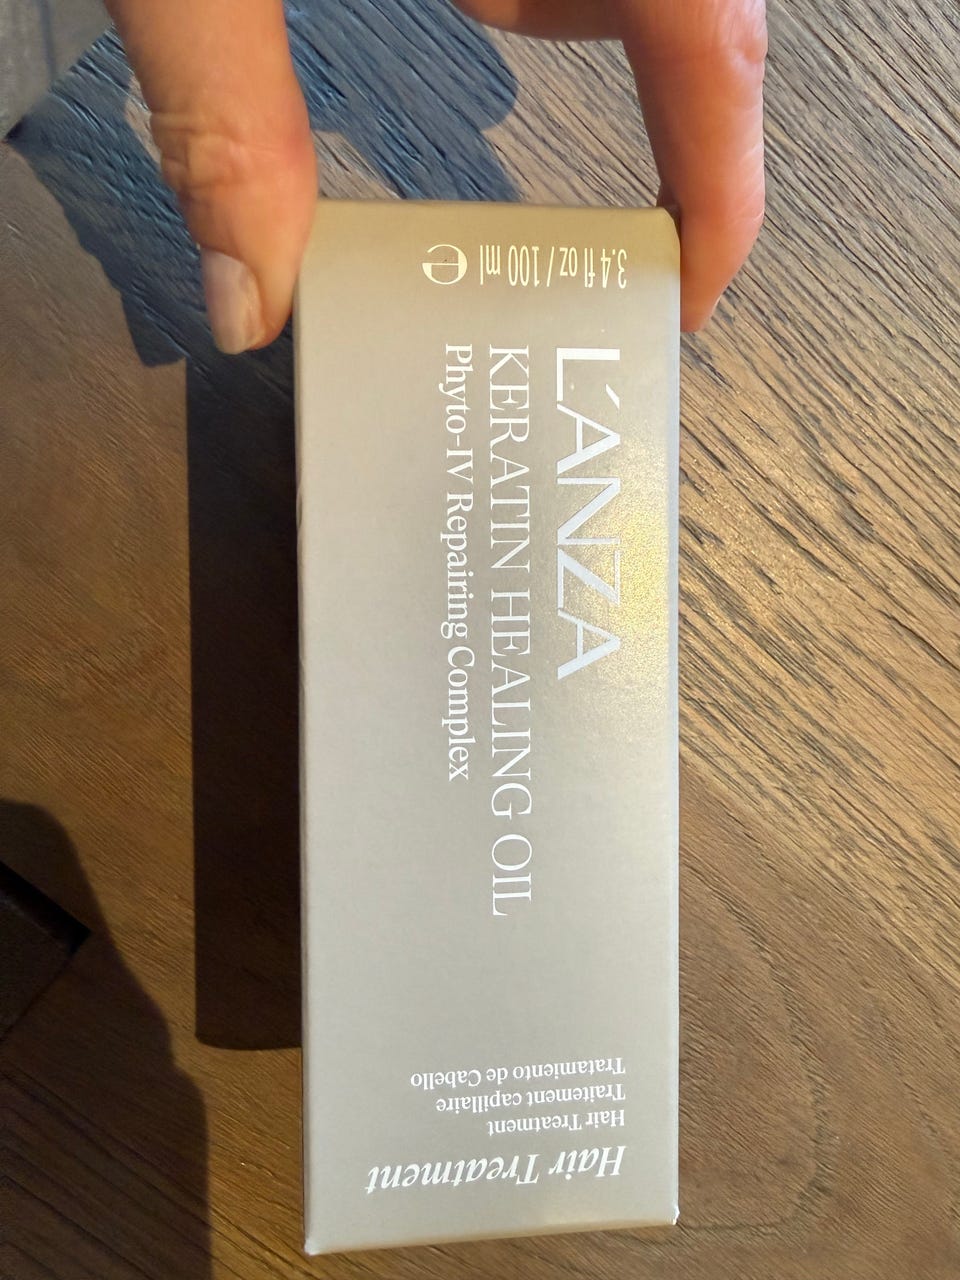 Hair Treatment
Hair Treatment
Traitement capillaire
Tratamiento de Cabello
L'ANZA
KERATIN HEALING OIL
Phyto-IV Repairing Complex
3.4 fl oz / 100 ml ℮